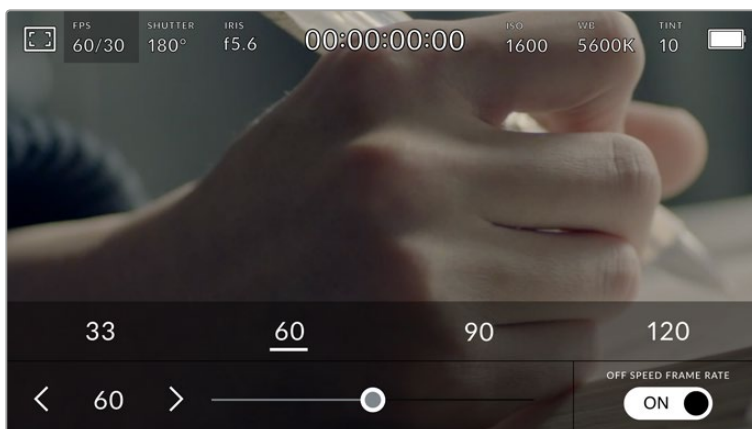 FPS SHUTTER IRIS ISO WB TINT
60/30 180° f5.6 00:00:00:00 1600 5600K 10
33 60 90 120
OFF SPEED FRAME RATE
< 60 > ON